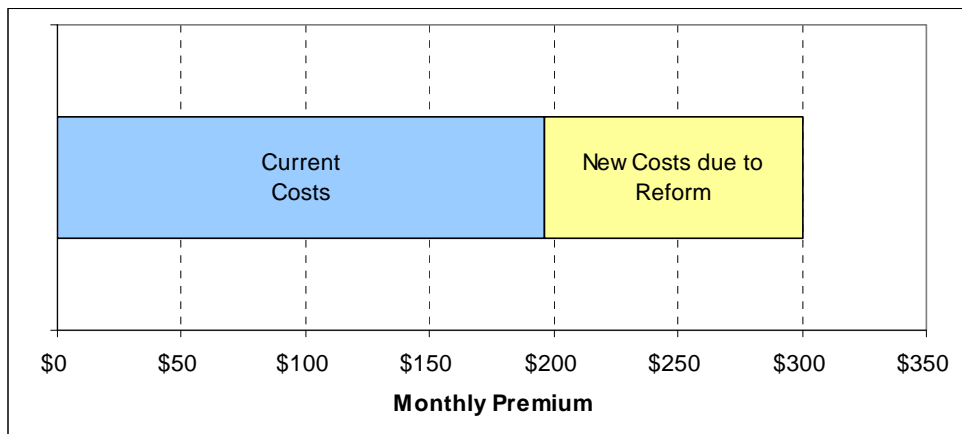 Current
Costs
New Costs due to
Reform
$0 $50 $100 $150 $200 $250 $300 $350
Monthly Premium